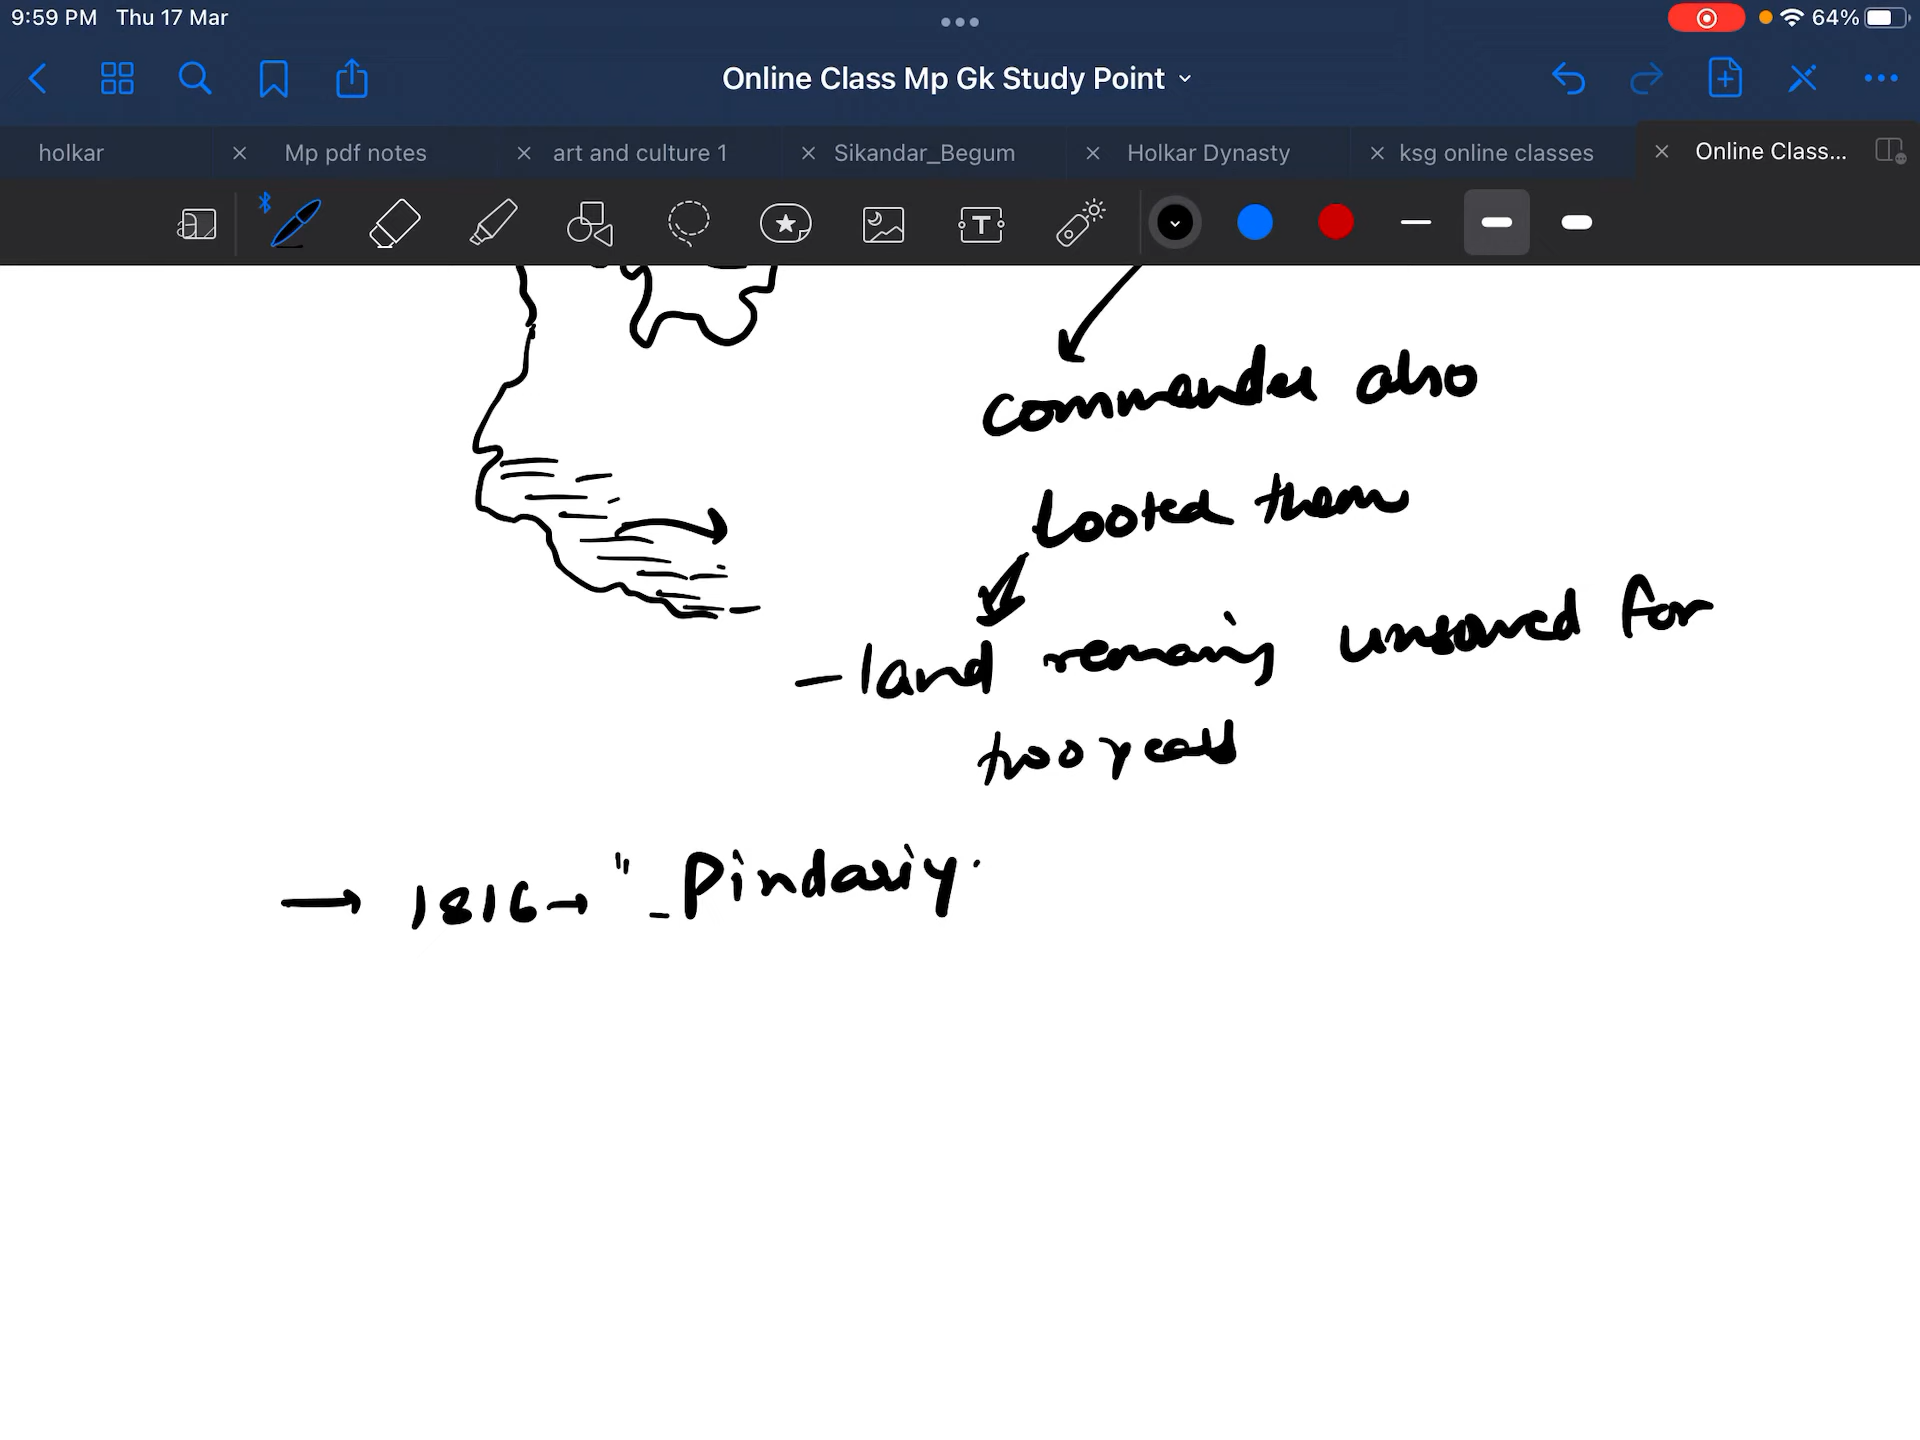 9:59 PM Thu 17 Mar
64%
Online Class Mp Gk Study Point
holkar
Mp pdf notes
art and culture 1
Sikandar_Begum
Holkar Dynasty
ksg online classes
Online Class...
T
commander also
Looted them
– land remains unsowed for
two years
→ 1816 → " – Pindariy